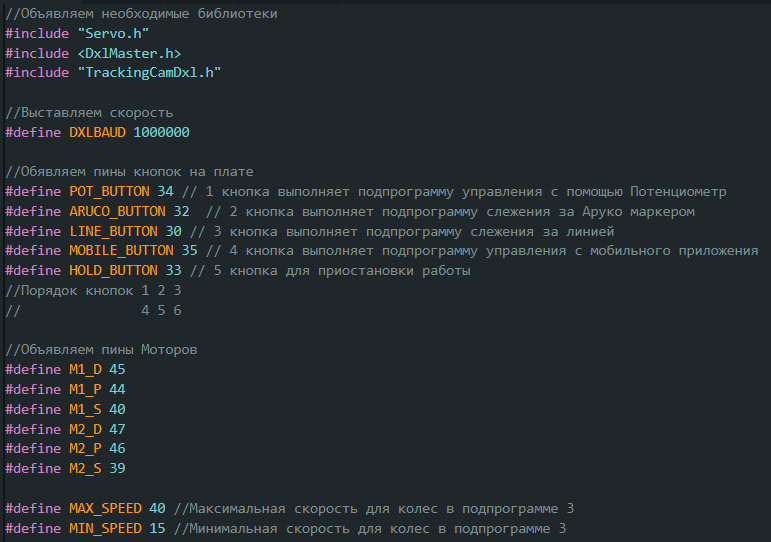 //Объявляем необходимые библиотеки
#include "Servo.h"
#include <DxlMaster.h>
#include "TrackingCamDxl.h"
//Выставляем скорость
#define DXLBAUD 1000000
//Обявляем пины кнопок на плате
#define POT_BUTTON 34 // 1 кнопка выполняет подпрограмму управления с помощью Потенциометр
#define ARUCO_BUTTON 32  // 2 кнопка выполняет подпрограмму слежения за Аруко маркером
#define LINE_BUTTON 30 // 3 кнопка выполняет подпрограмму слежения за линией
#define MOBILE_BUTTON 35 // 4 кнопка выполняет подпрограмму управления с мобильного приложения
#define HOLD_BUTTON 33 // 5 кнопка для приостановки работы
//Порядок кнопок 1 2 3
//               4 5 6
//Объявляем пины Моторов
#define M1_D 45
#define M1_P 44
#define M1_S 40
#define M2_D 47
#define M2_P 46
#define M2_S 39
#define MAX_SPEED 40 //Максимальная скорость для колес в подпрограмме 3
#define MIN_SPEED 15 //Минимальная скорость для колес в подпрограмме 3